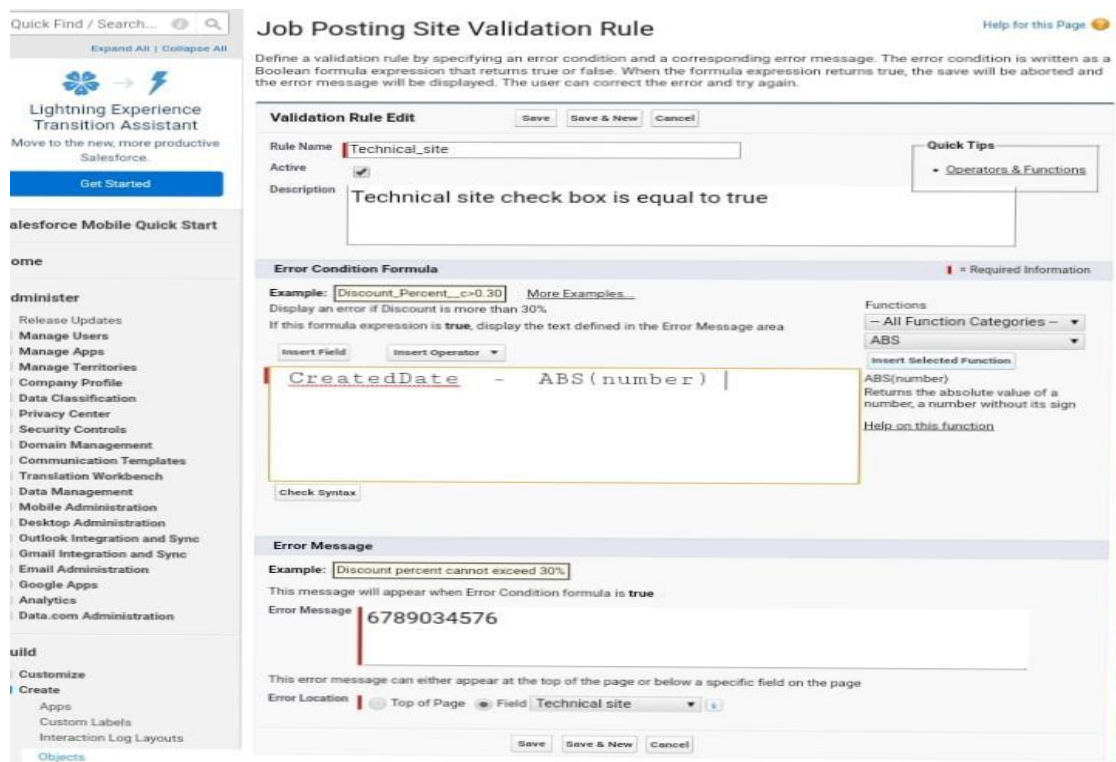 Quick Find / Search...
Expand All | Collapse All
Lightning Experience
Transition Assistant
Move to the new, more productive
Salesforce.
Get Started
alesforce Mobile Quick Start
ome
dminister
Release Updates
Manage Users
Manage Apps
Manage Territories
Company Profile
Data Classification
Privacy Center
Security Controls
Domain Management
Communication Templates
Translation Workbench
Data Management
Mobile Administration
Desktop Administration
Outlook Integration and Sync
Gmail Integration and Sync
Email Administration
Google Apps
Analytics
Data.com Administration
uild
Customize
Create
Apps
Custom Labels
Interaction Log Layouts
Objects
Job Posting Site Validation Rule
Help for this Page
Define a validation rule by specifying an error condition and a corresponding error message. The error condition is written as a
Boolean formula expression that returns true or false. When the formula expression returns true, the save will be aborted and
the error message will be displayed. The user can correct the error and try again.
Validation Rule Edit Save Save & New Cancel
Rule Name Technical_site
Active
Description Technical site check box is equal to true
Quick Tips
• Operators & Functions
Error Condition Formula = Required Information
Example: Discount_Percent__c>0.30 More Examples...
Display an error if Discount is more than 30%
If this formula expression is true, display the text defined in the Error Message area
Insert Field Insert Operator
CreatedDate - ABS(number)
Check Syntax
Functions
-- All Function Categories --
ABS
Insert Selected Function
ABS(number)
Returns the absolute value of a
number, a number without its sign
Help on this function
Error Message
Example: Discount percent cannot exceed 30%
This message will appear when Error Condition formula is true
Error Message 6789034576
This error message can either appear at the top of the page or below a specific field on the page
Error Location Top of Page Field Technical site i
Save Save & New Cancel